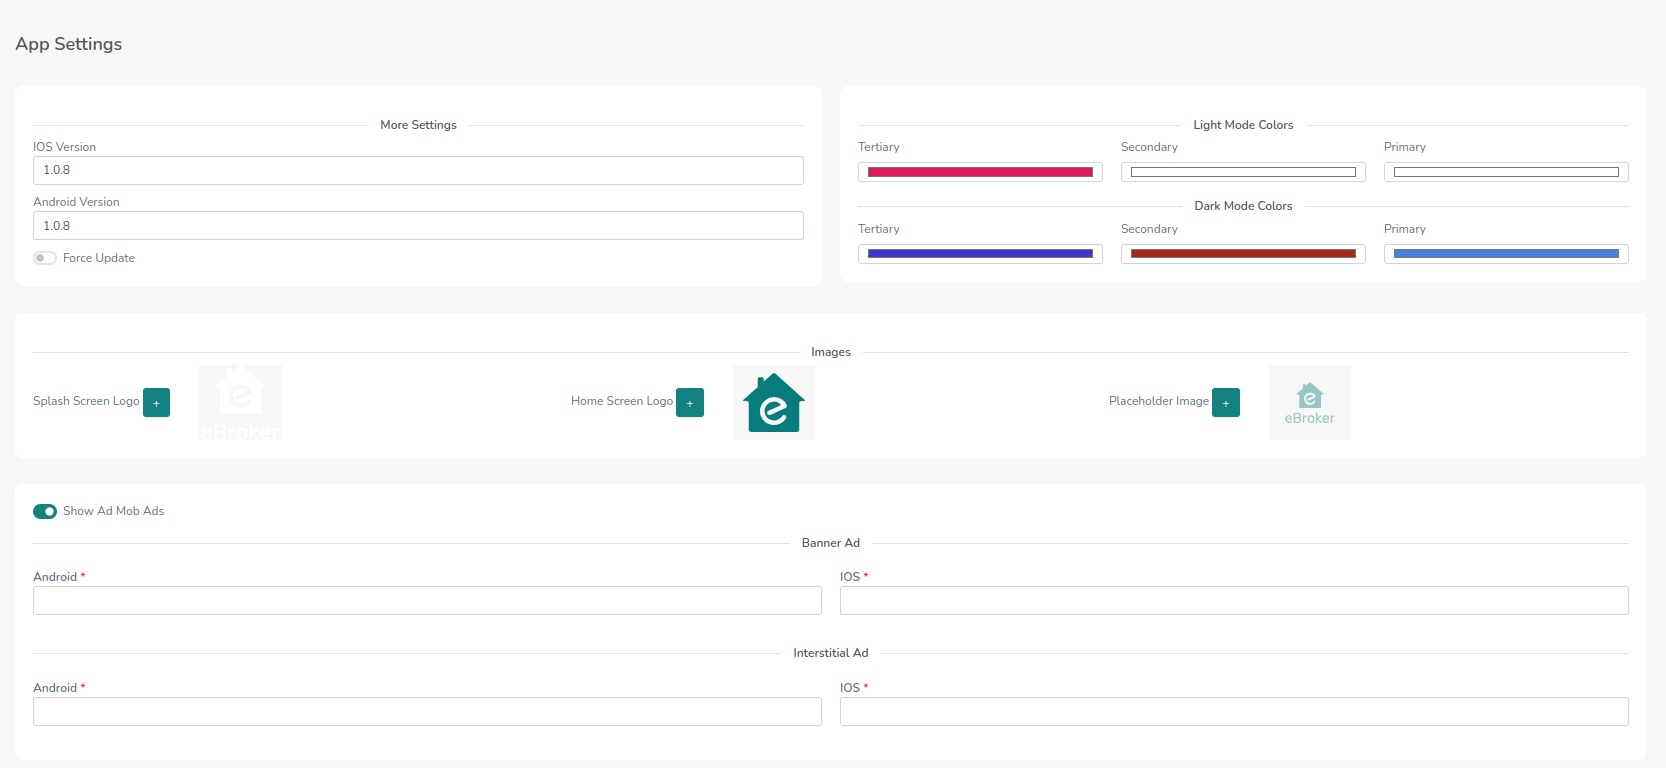 App Settings
More Settings
IOS Version
1.0.8
Android Version
1.0.8
Force Update
Light Mode Colors
Tertiary Secondary Primary
Dark Mode Colors
Tertiary Secondary Primary
Images
Splash Screen Logo + eBroker
Home Screen Logo + e
Placeholder Image + e eBroker
Show Ad Mob Ads
Banner Ad
Android * IOS *
Interstitial Ad
Android * IOS *